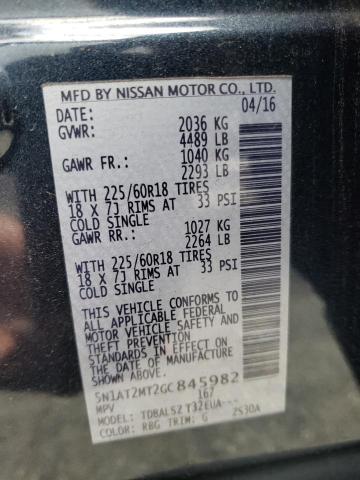 MFD BY NISSAN MOTOR CO., LTD.
DATE: 04/16
GVWR: 2036 KG
4489 LB
GAWR FR.: 1040 KG
2293 LB
WITH 225/60R18 TIRES
18 X 7J RIMS AT 33 PSI
COLD SINGLE
GAWR RR.: 1027 KG
2264 LB
WITH 225/60R18 TIRES
18 X 7J RIMS AT 33 PSI
COLD SINGLE
THIS VEHICLE CONFORMS TO
ALL APPLICABLE FEDERAL
MOTOR VEHICLE SAFETY AND
THEFT PREVENTION
STANDARDS IN EFFECT ON
THE DATE OF MANUFACTURE
5N1AT2MT2GC845982
MPV 167
MODEL: TDBALSZ T32EUA---
COLOR: RBG TRIM: G 2S30A